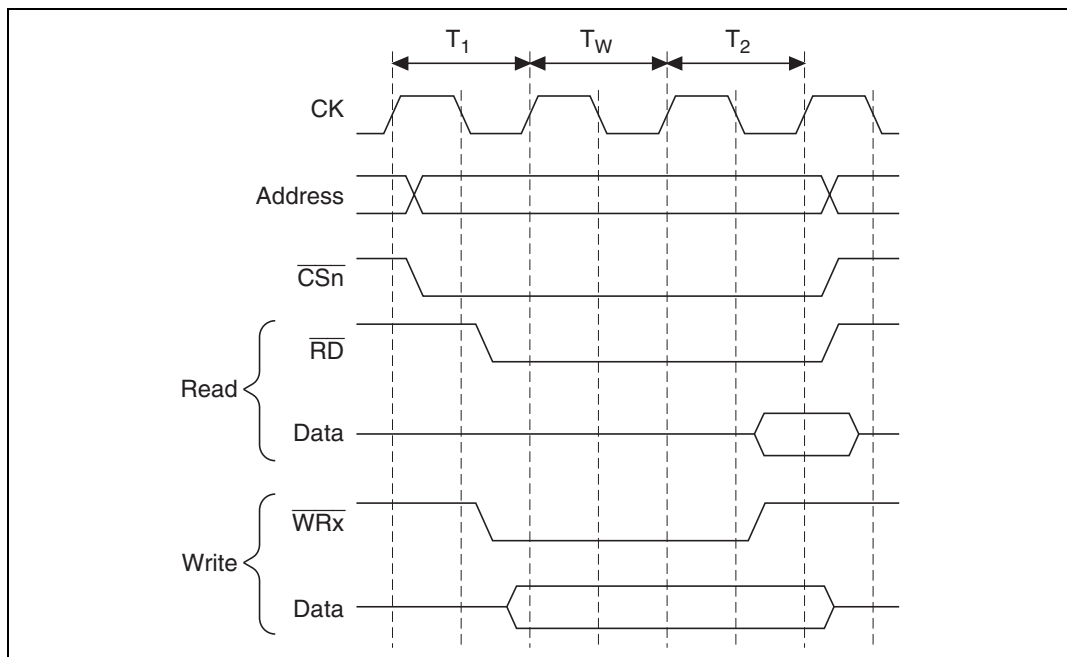 T1 TW T2
CK
Address
CSn
RD
Read
Data
WRx
Write
Data